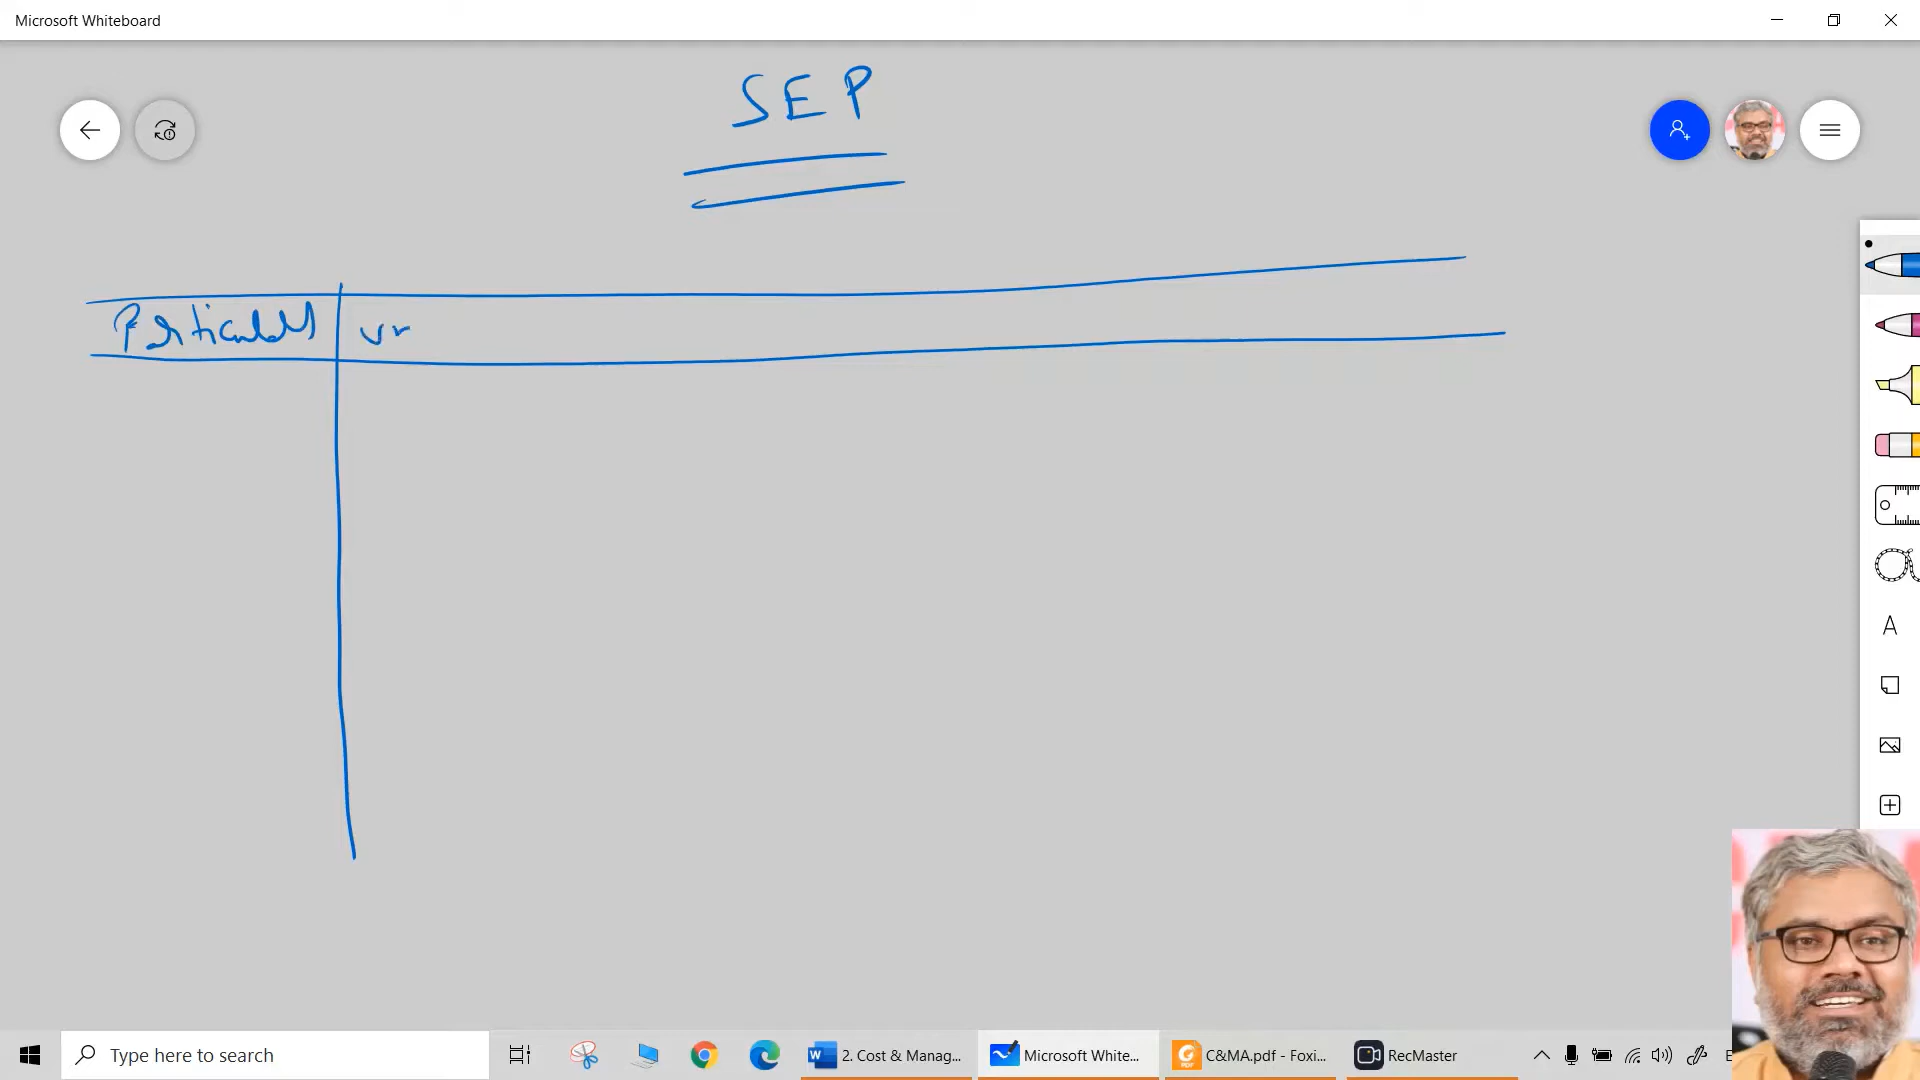 Microsoft Whiteboard
SEP
Particulars
A
Type here to search
2. Cost & Manag...
Microsoft White...
C&MA.pdf - Foxi...
RecMaster
E